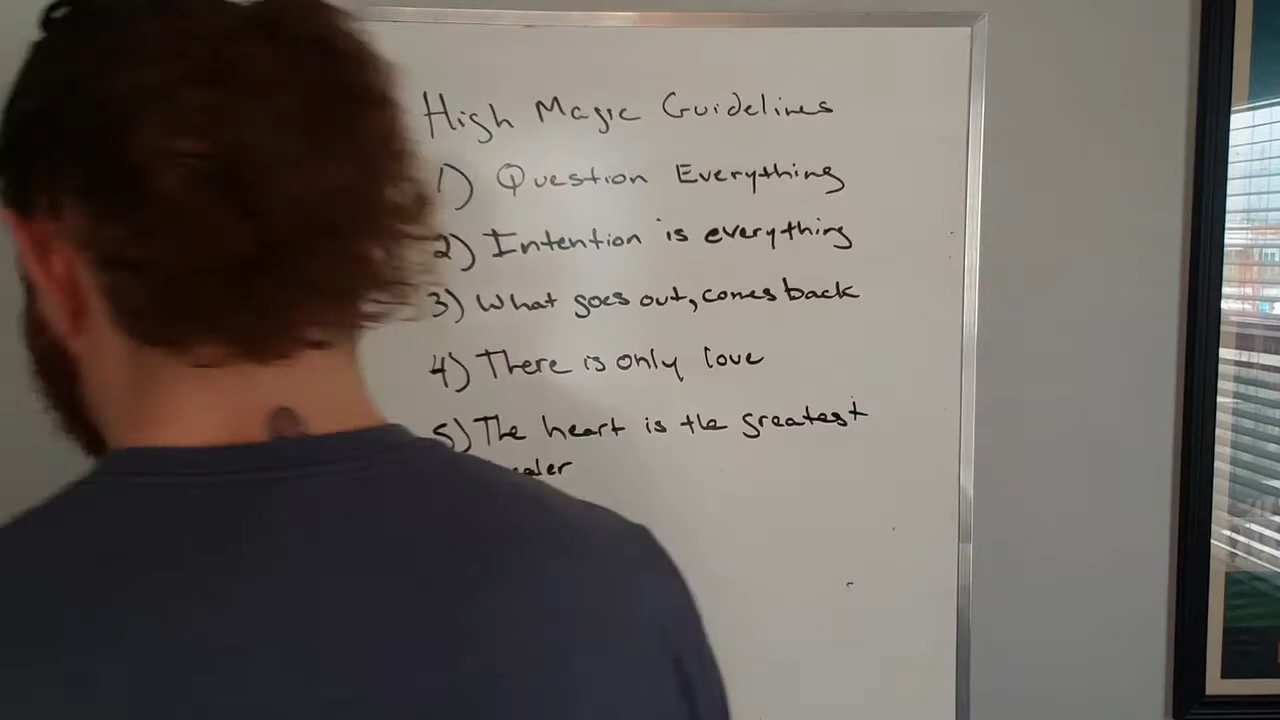 High Magic Guidelines
1) Question Everything
2) Intention is everything
3) What goes out, comes back
4) There is only love
5) The heart is the greatest